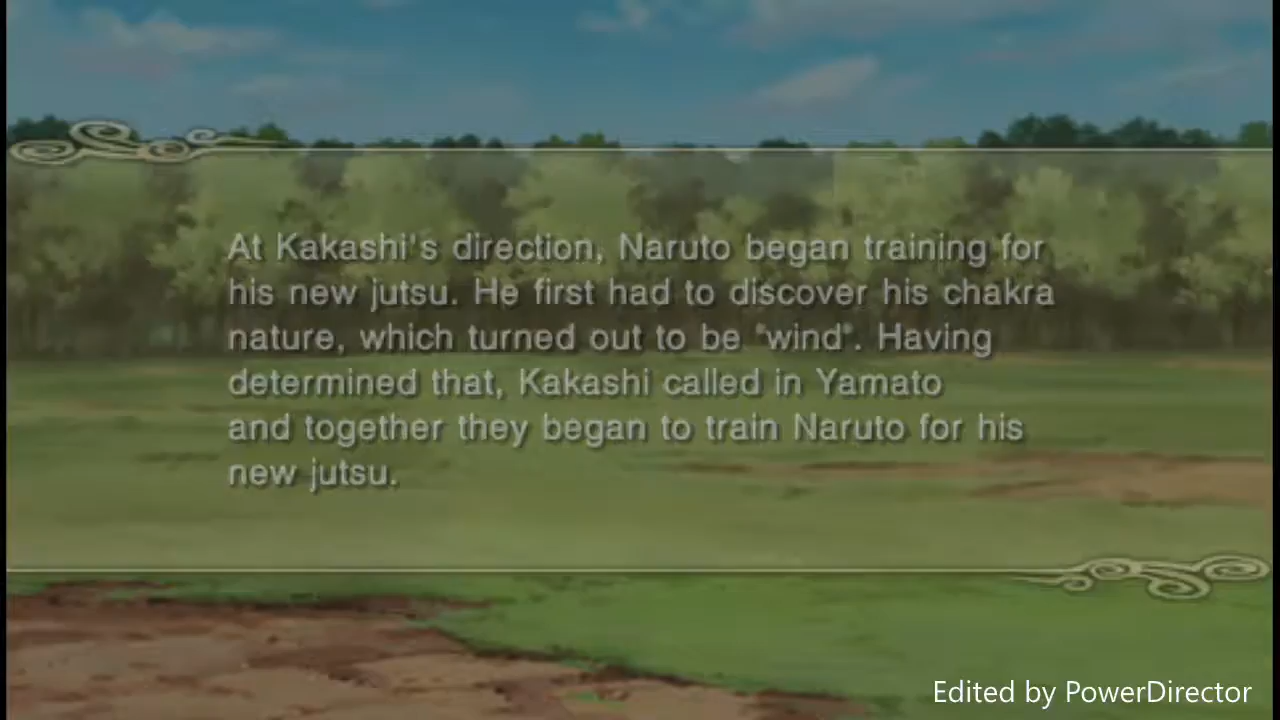 At Kakashi's direction, Naruto began training for
his new jutsu. He first had to discover his chakra
nature, which turned out to be "wind". Having
determined that, Kakashi called in Yamato
and together they began to train Naruto for his
new jutsu.
Edited by PowerDirector